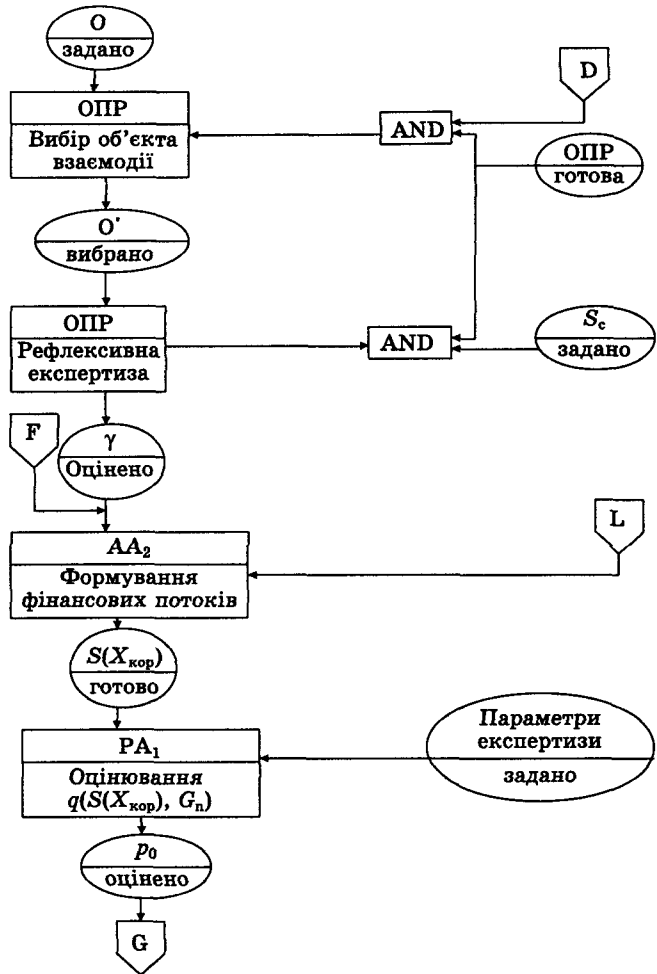 O
задано
D
ОПР
Вибір об’єкта
взаємодії
AND
ОПР
готова
O*
вибрано
ОПР
Рефлексивна
експертиза
AND
Sс
задано
F
γ
Оцінено
L
AA₂
Формування
фінансових потоків
S(Xкор)
готово
Параметри
експертизи
задано
PA₁
Оцінювання
q(S(Xкор), Gп)
p₀
оцінено
G